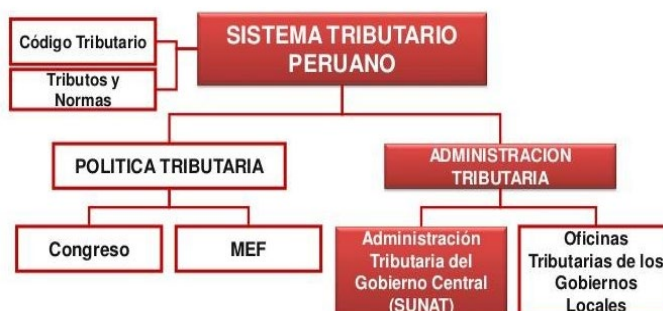 SISTEMA TRIBUTARIO
PERUANO
Código Tributario
Tributos y
Normas
POLITICA TRIBUTARIA
ADMINISTRACION
TRIBUTARIA
Congreso
MEF
Administración
Tributaria del
Gobierno Central
(SUNAT)
Oficinas
Tributarias de los
Gobiernos
Locales